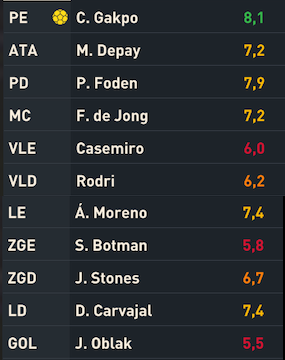 PE C. Gakpo 8,1
ATA M. Depay 7,2
PD P. Foden 7,9
MC F. de Jong 7,2
VLE Casemiro 6,0
VLD Rodri 6,2
LE Á. Moreno 7,4
ZGE S. Botman 5,8
ZGD J. Stones 6,7
LD D. Carvajal 7,4
GOL J. Oblak 5,5